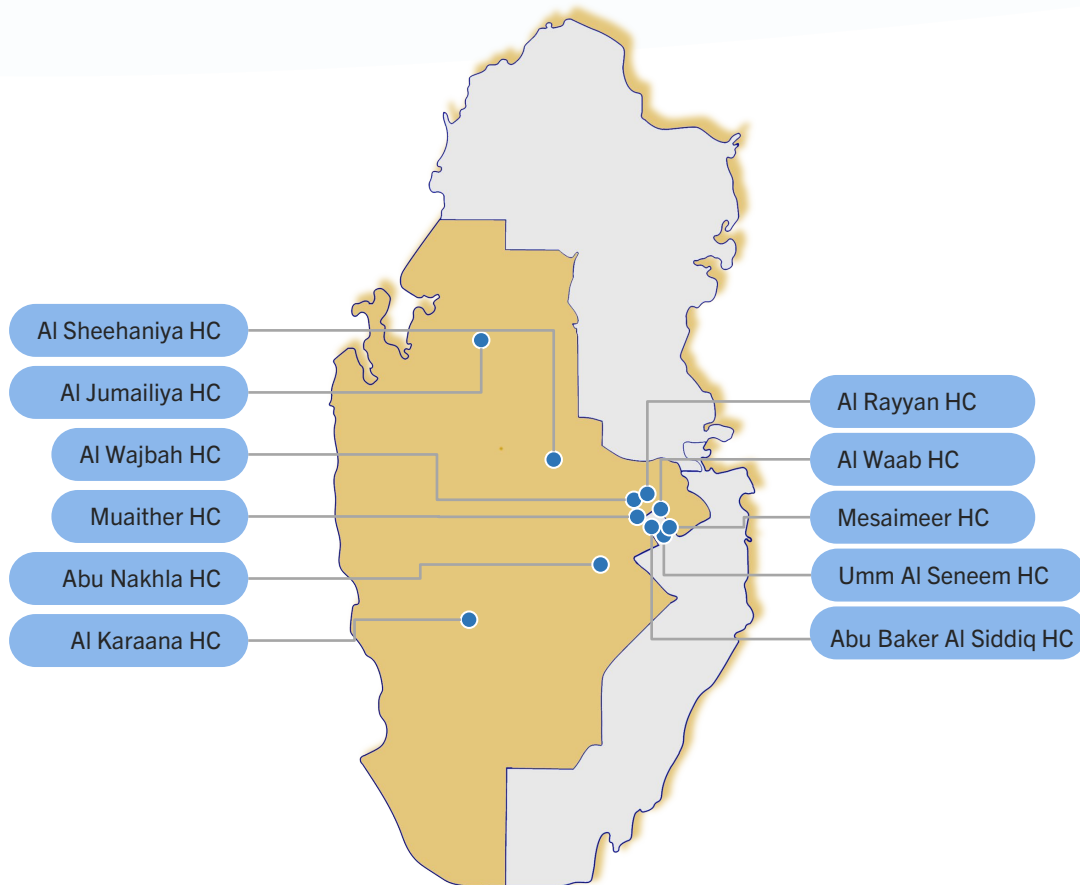 Al Sheehaniya HC
Al Jumailiya HC
Al Wajbah HC
Muaither HC
Abu Nakhla HC
Al Karaana HC
Al Rayyan HC
Al Waab HC
Mesaimeer HC
Umm Al Seneem HC
Abu Baker Al Siddiq HC